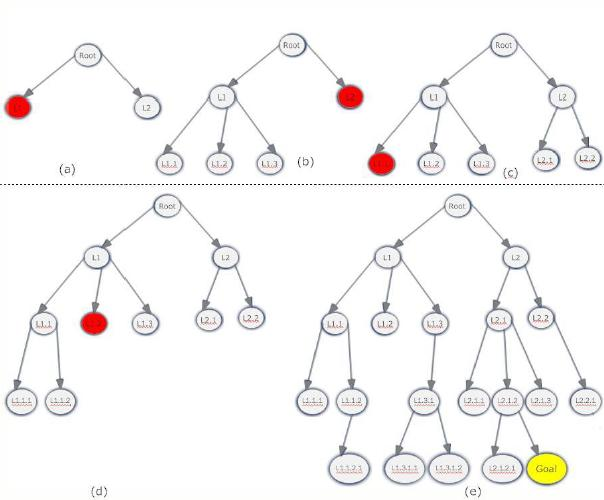 Root
L2
(a)
Root
L1
L2
L1.1
L1.2
L1.3
(b)
Root
L1
L2
L1.2
L1.3
L2.1
L2.2
(c)
Root
L1
L2
L1.1
L1.3
L2.1
L2.2
L1.1.1
L1.1.2
(d)
Root
L1
L2
L1.1
L1.2
L1.3
L2.1
L2.2
L1.1.1
L1.1.2
L1.3.1
L2.1.1
L2.1.2
L2.1.3
L2.2.1
L1.1.2.1
L1.3.1.1
L1.3.1.2
L2.1.2.1
Goal
(e)